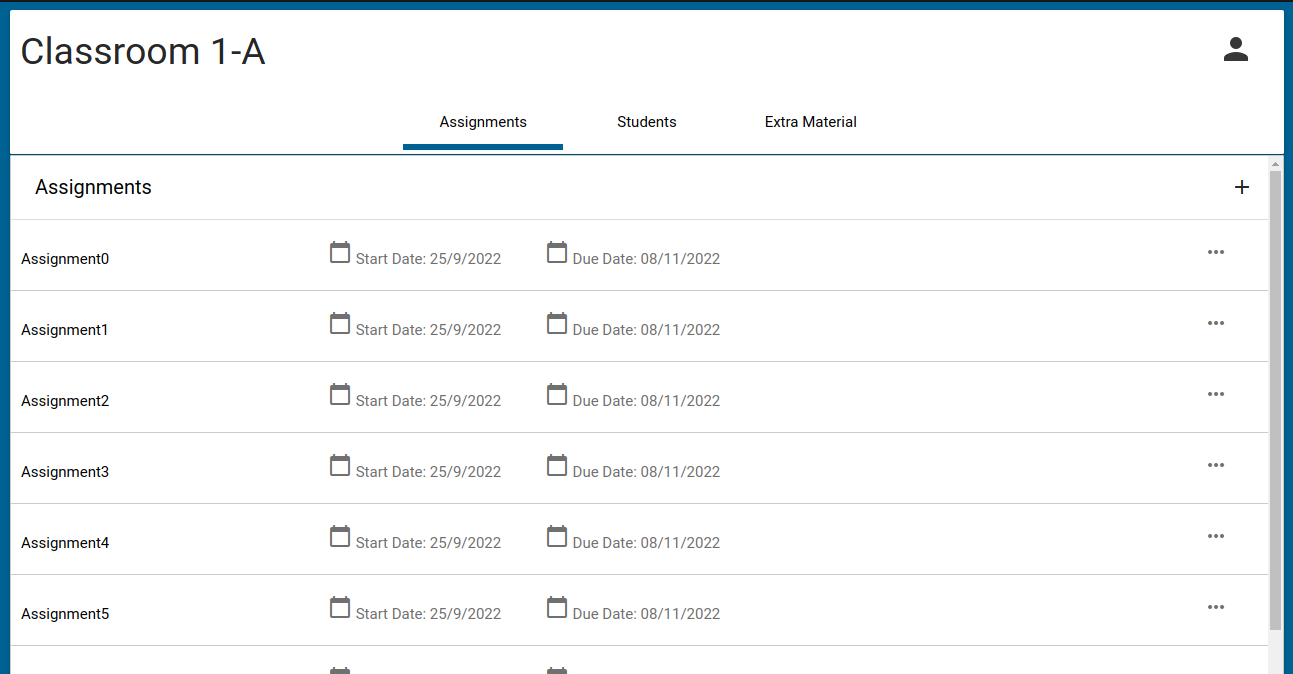 Classroom 1-A
Assignments Students Extra Material
Assignments
Assignment0 Start Date: 25/9/2022 Due Date: 08/11/2022
Assignment1 Start Date: 25/9/2022 Due Date: 08/11/2022
Assignment2 Start Date: 25/9/2022 Due Date: 08/11/2022
Assignment3 Start Date: 25/9/2022 Due Date: 08/11/2022
Assignment4 Start Date: 25/9/2022 Due Date: 08/11/2022
Assignment5 Start Date: 25/9/2022 Due Date: 08/11/2022